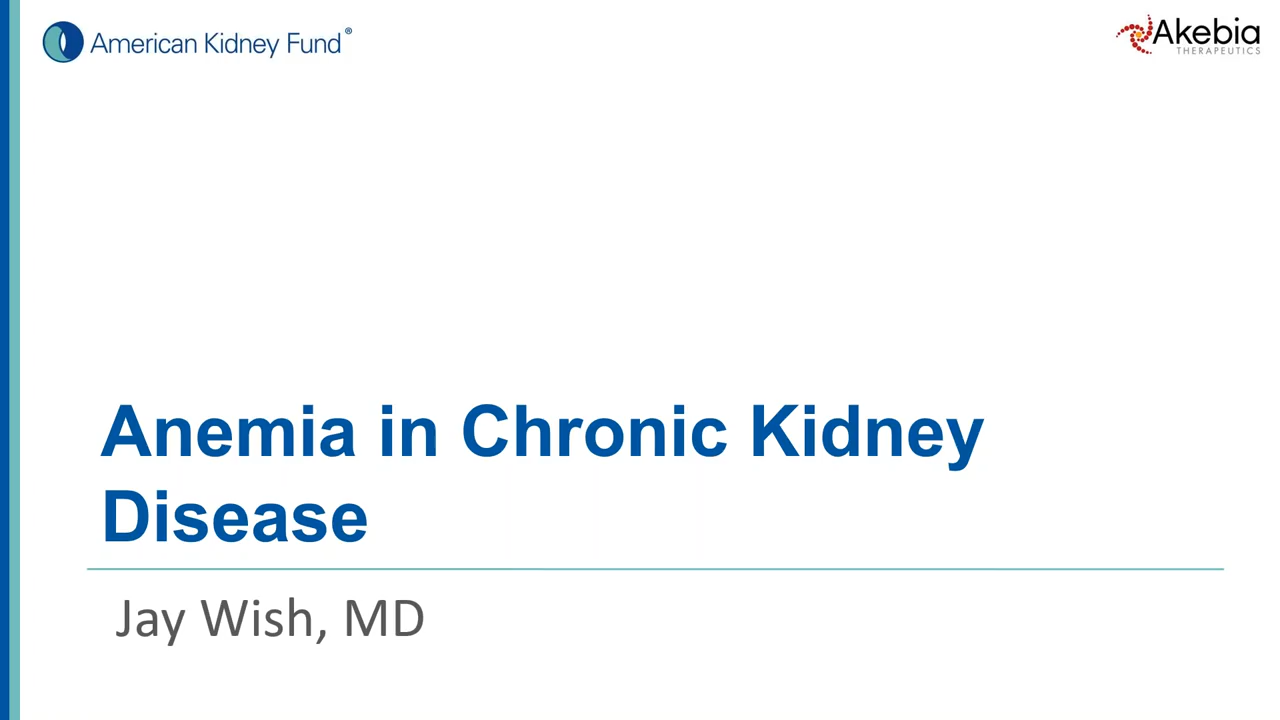 American Kidney Fund®
Akebia
THERAPEUTICS
Anemia in Chronic Kidney
Disease
Jay Wish, MD